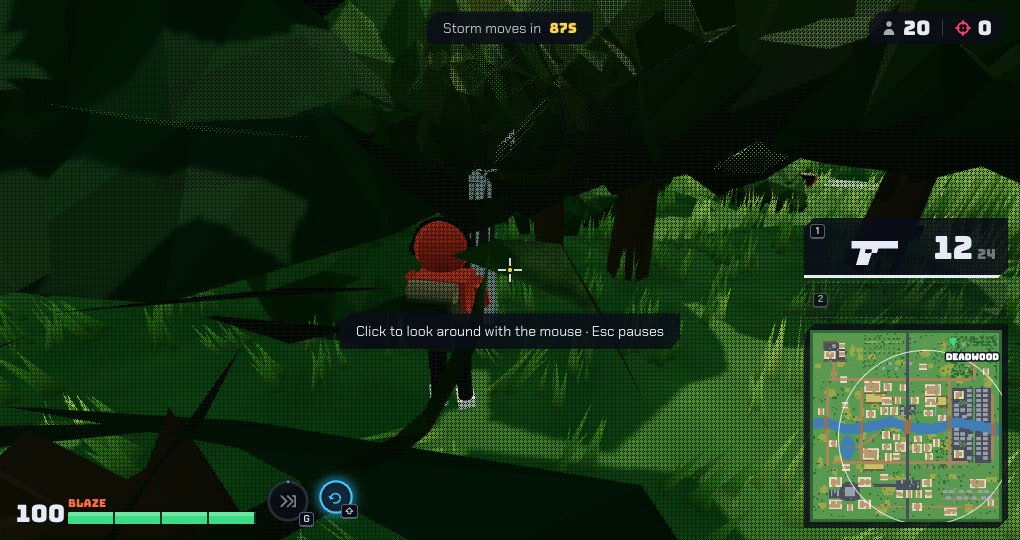 Storm moves in 87S
20
0
1
12 24
2
Click to look around with the mouse · Esc pauses
DEADWOOD
BLAZE
100
G